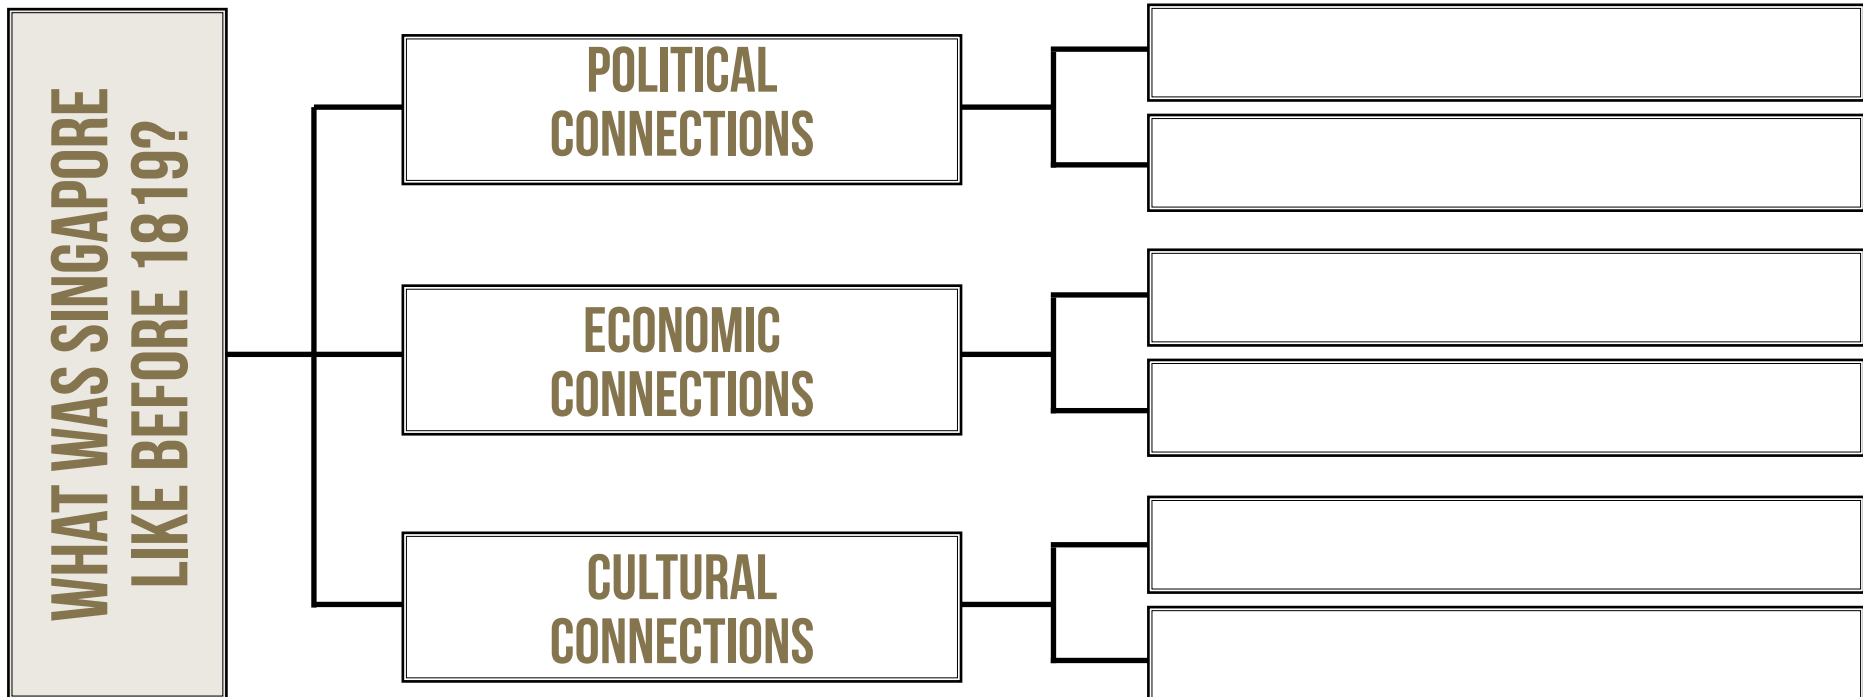 WHAT WAS SINGAPORE
LIKE BEFORE 1819?
POLITICAL
CONNECTIONS
ECONOMIC
CONNECTIONS
CULTURAL
CONNECTIONS